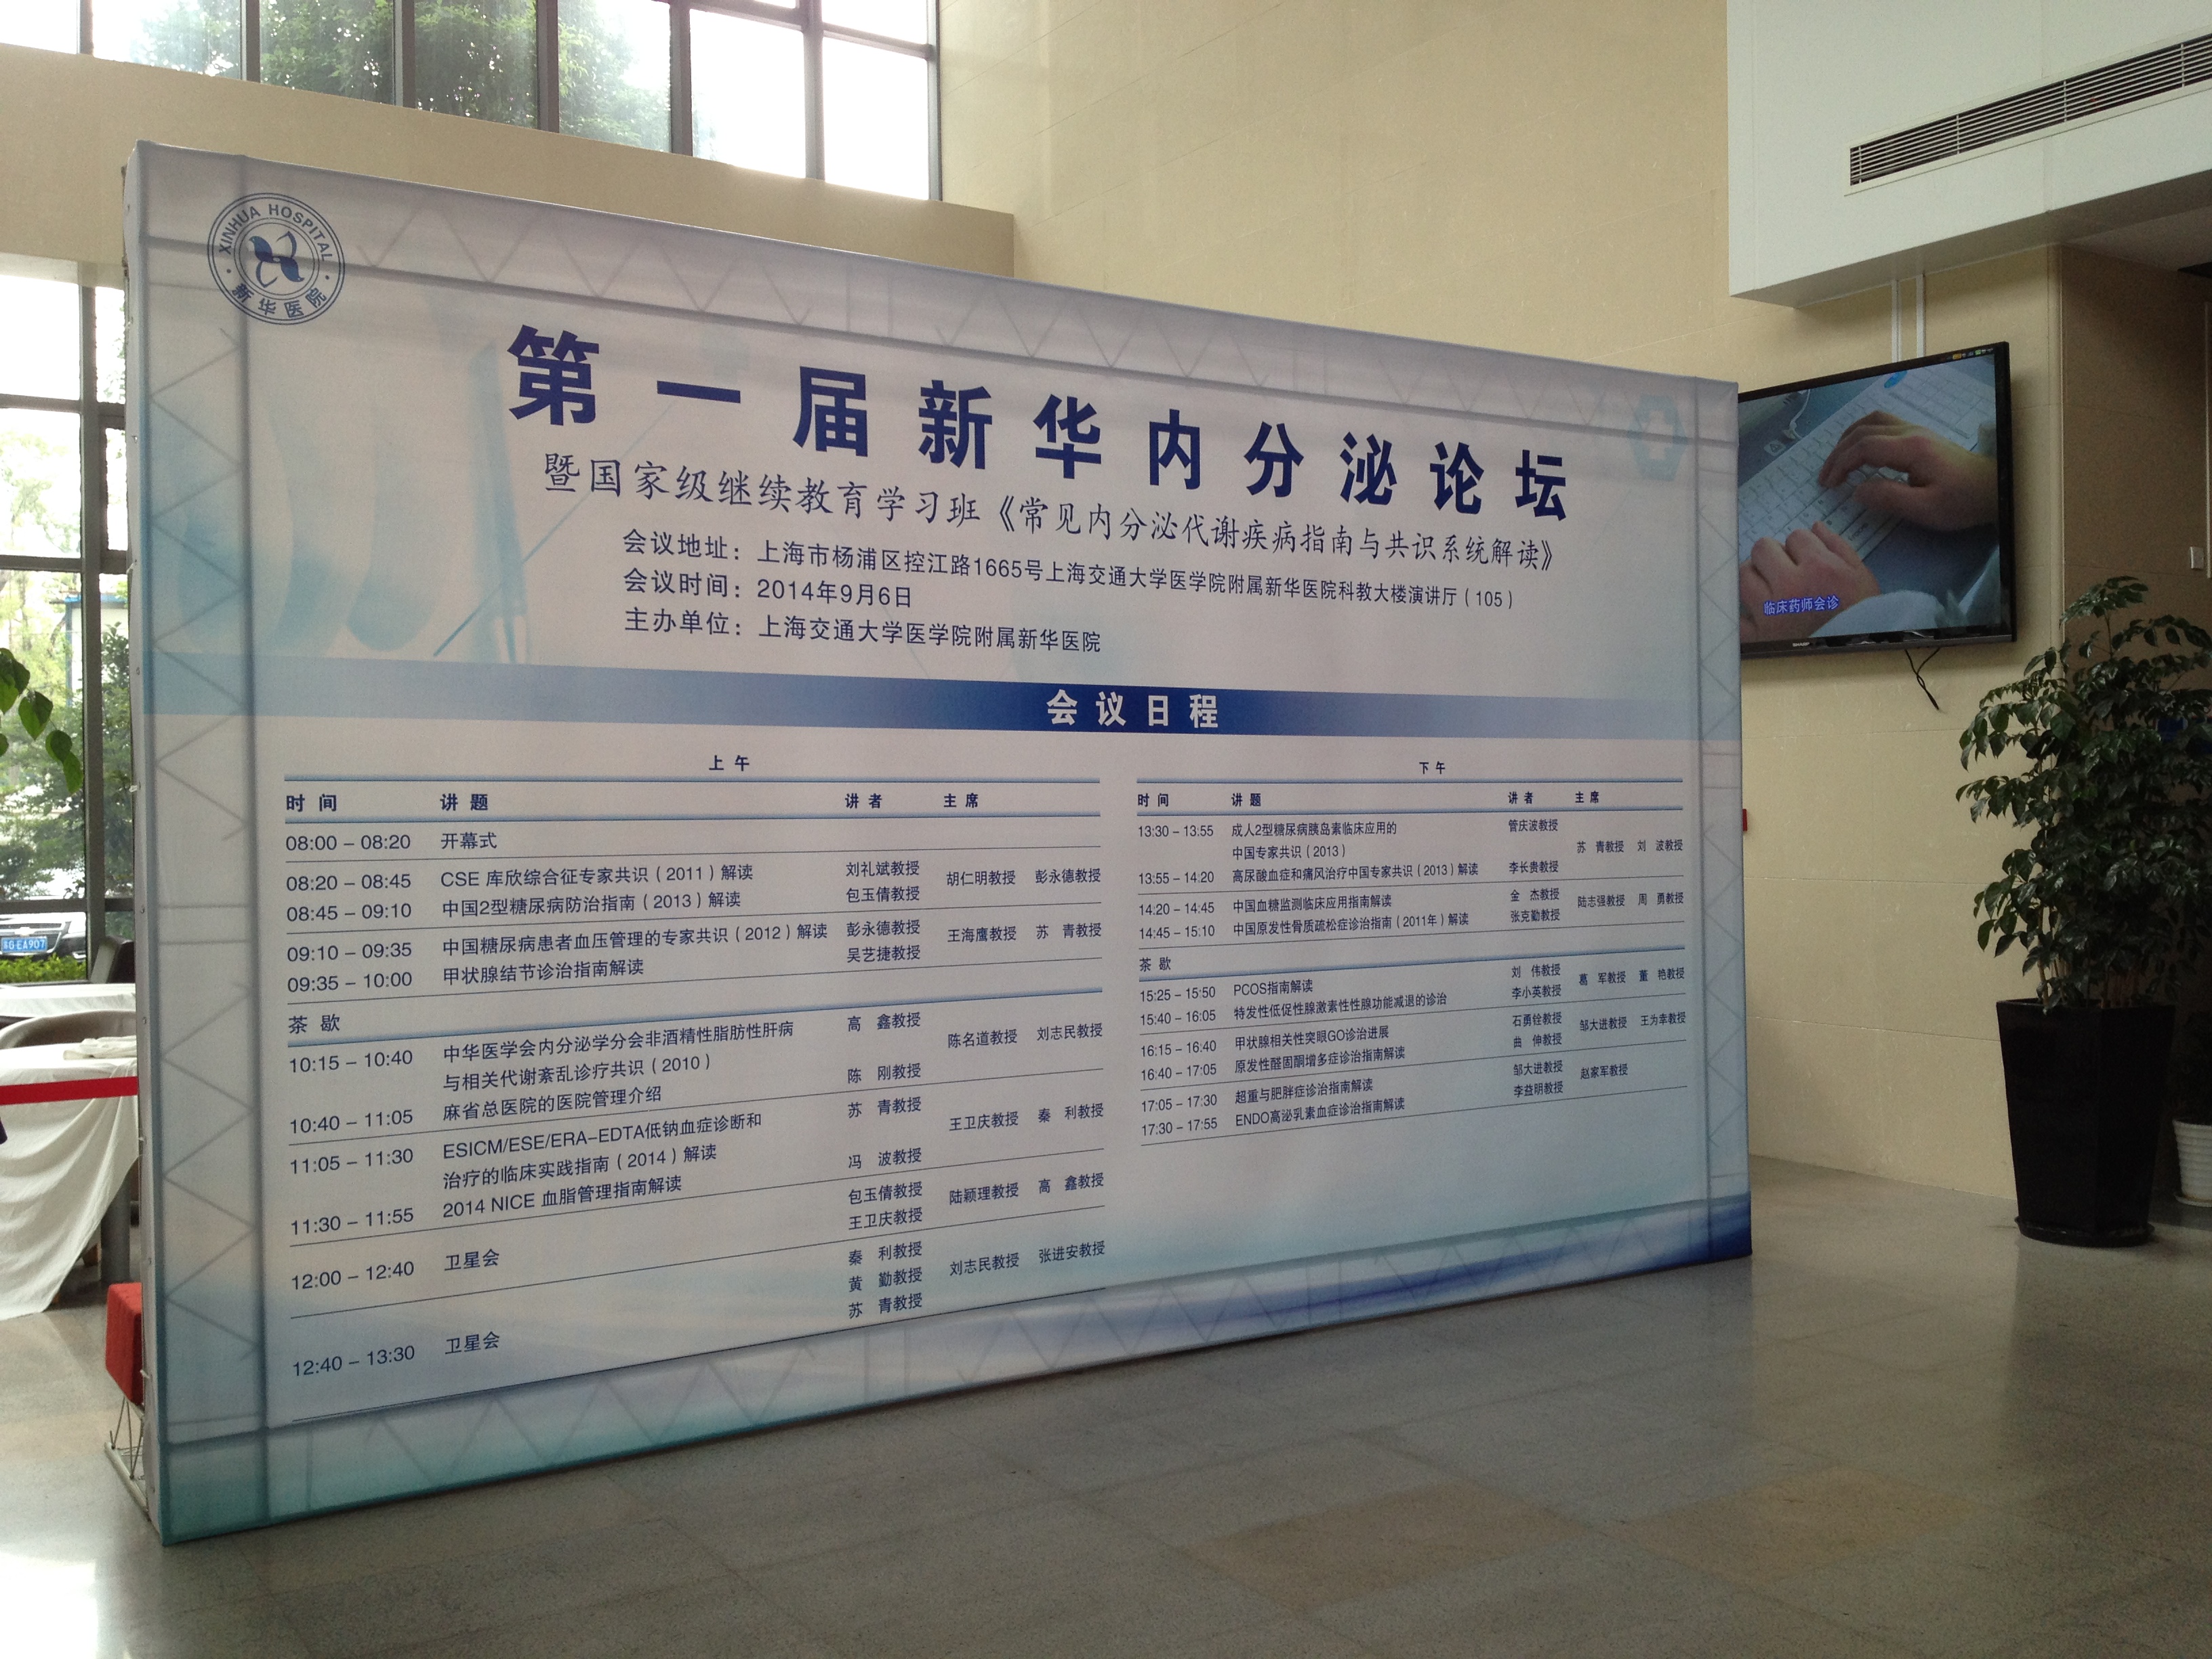 XINHUA HOSPITAL
新华医院
第一届新华内分泌论坛
暨国家级继续教育学习班《常见内分泌代谢疾病指南与共识系统解读》
会议地址：上海市杨浦区控江路1665号上海交通大学医学院附属新华医院科教大楼演讲厅（105）
会议时间：2014年9月6日
主办单位：上海交通大学医学院附属新华医院
会议日程
上午
时间 讲题 讲者 主席
08:00－08:20 开幕式
08:20－08:45 CSE 库欣综合征专家共识（2011）解读 刘礼斌教授 胡仁明教授 彭永德教授
08:45－09:10 中国2型糖尿病防治指南（2013）解读 包玉倩教授
09:10－09:35 中国糖尿病患者血压管理的专家共识（2012）解读 彭永德教授 王海鹰教授 苏 青教授
09:35－10:00 甲状腺结节诊治指南解读 吴艺捷教授
茶歇
10:15－10:40 中华医学会内分泌学分会非酒精性脂肪性肝病 高 鑫教授 陈名道教授 刘志民教授
与相关代谢紊乱诊疗共识（2010）
10:40－11:05 麻省总医院的医院管理介绍 陈 刚教授
11:05－11:30 ESICM/ESE/ERA-EDTA低钠血症诊断和 苏 青教授 王卫庆教授 秦 利教授
治疗的临床实践指南（2014）解读
11:30－11:55 2014 NICE 血脂管理指南解读 冯 波教授
12:00－12:40 卫星会 包玉倩教授 陆颖理教授 高 鑫教授
王卫庆教授
12:40－13:30 卫星会 秦 利教授 刘志民教授 张进安教授
黄 勤教授
苏 青教授
下午
时间 讲题 讲者 主席
13:30－13:55 成人2型糖尿病胰岛素临床应用的 管庆波教授 苏 青教授 刘 波教授
中国专家共识（2013）
13:55－14:20 高尿酸血症和痛风治疗中国专家共识（2013）解读 李长贵教授
14:20－14:45 中国血糖监测临床应用指南解读 金 杰教授 陆志强教授 周 勇教授
14:45－15:10 中国原发性骨质疏松症诊治指南（2011年）解读 张克勤教授
茶歇
15:25－15:50 PCOS指南解读 刘 伟教授 葛 军教授 董 艳教授
15:40－16:05 特发性低促性腺激素性性腺功能减退的诊治 李小英教授
16:15－16:40 甲状腺相关性突眼GO诊治进展 石勇铨教授 邹大进教授 王为幸教授
16:40－17:05 原发性醛固酮增多症诊治指南解读 曲 伸教授
17:05－17:30 超重与肥胖症诊治指南解读 邹大进教授 赵家军教授
17:30－17:55 ENDO高泌乳素血症诊治指南解读 李益明教授
临床药师会诊
SHARP